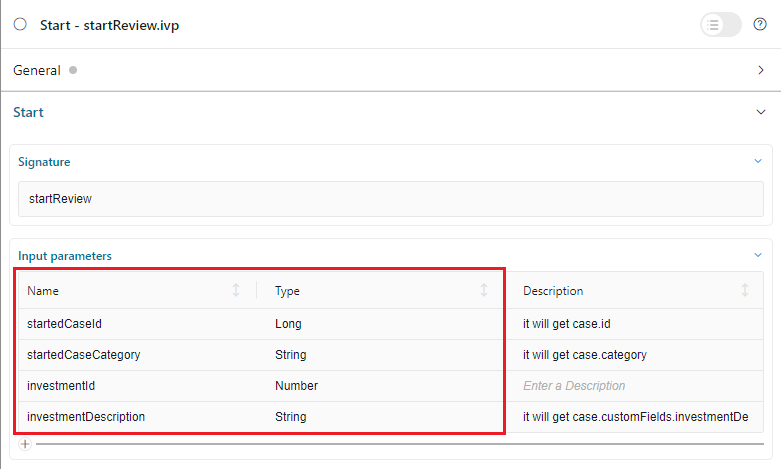 Start - startReview.ivp
General
Start
Signature
startReview
Input parameters
Name Type Description
startedCaseId Long it will get case.id
startedCaseCategory String it will get case.category
investmentId Number Enter a Description
investmentDescription String it will get case.customFields.investmentDe